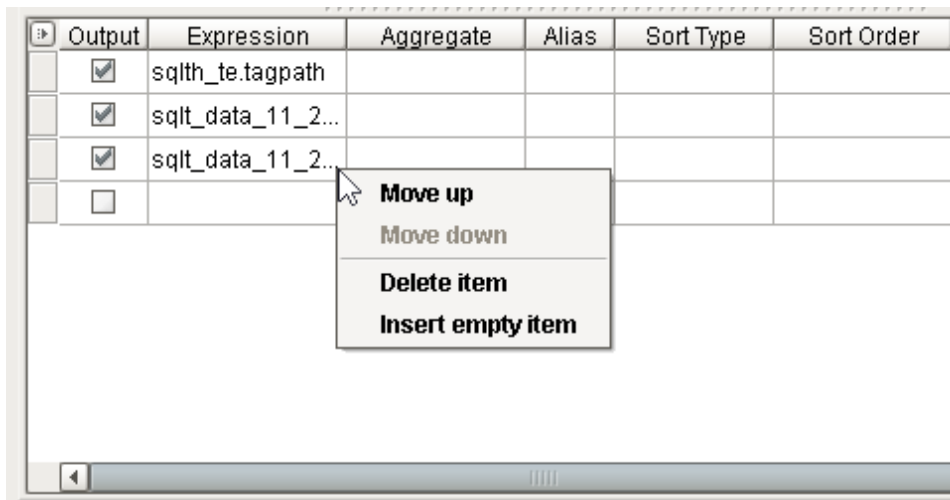 Output Expression Aggregate Alias Sort Type Sort Order
sqlth_te.tagpath
sqlt_data_11_2...
sqlt_data_11_2...
Move up
Move down
Delete item
Insert empty item